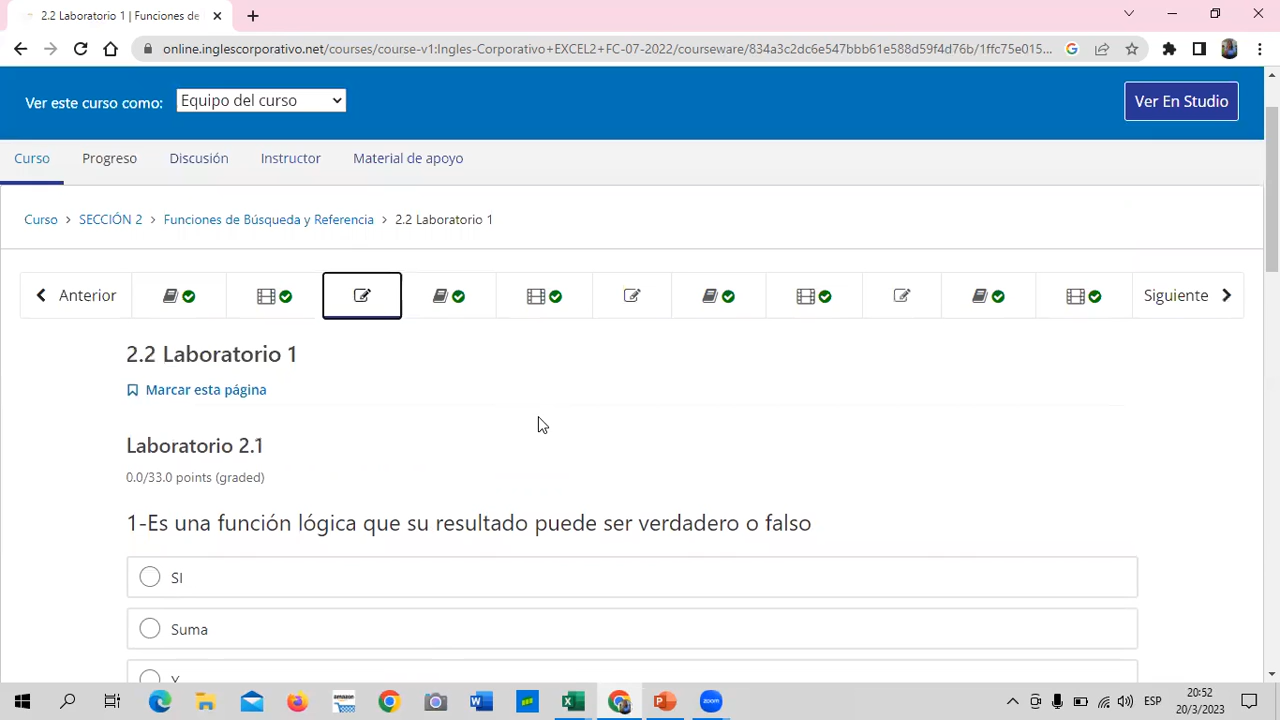 2.2 Laboratorio 1 | Funciones de
online.inglescorporativo.net/courses/course-v1:Ingles-Corporativo+EXCEL2+FC-07-2022/courseware/834a3c2dc6e547bbb61e588d59f4d76b/1ffc75e015...
Ver este curso como:
Equipo del curso
Ver En Studio
Curso
Progreso
Discusión
Instructor
Material de apoyo
Curso > SECCIÓN 2 > Funciones de Búsqueda y Referencia > 2.2 Laboratorio 1
Anterior
Siguiente
2.2 Laboratorio 1
Marcar esta página
Laboratorio 2.1
0.0/33.0 points (graded)
1-Es una función lógica que su resultado puede ser verdadero o falso
SI
Suma
Y
amazon
zoom
ESP
20:52
20/3/2023